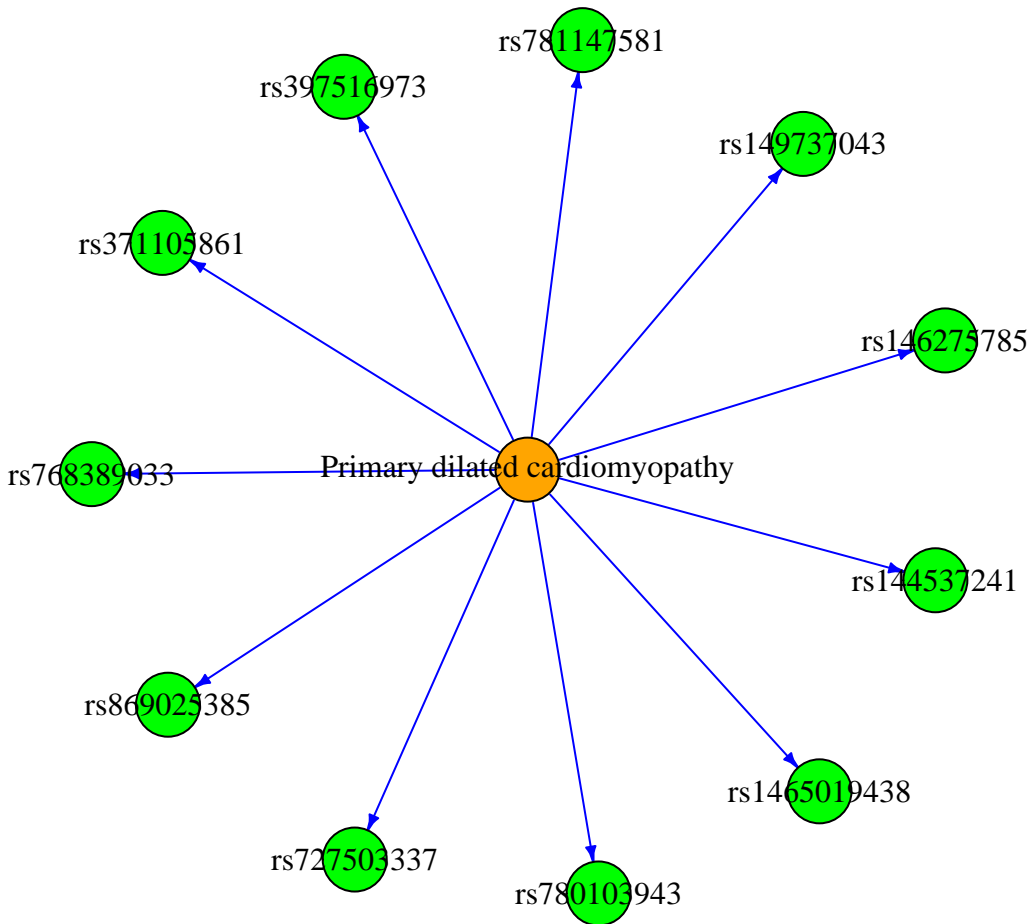 rs781147581
rs397516973
rs149737043
rs371105861
rs146275785
Primary dilated cardiomyopathy
rs768389033
rs144537241
rs869025385
rs1465019438
rs727503337
rs780103943